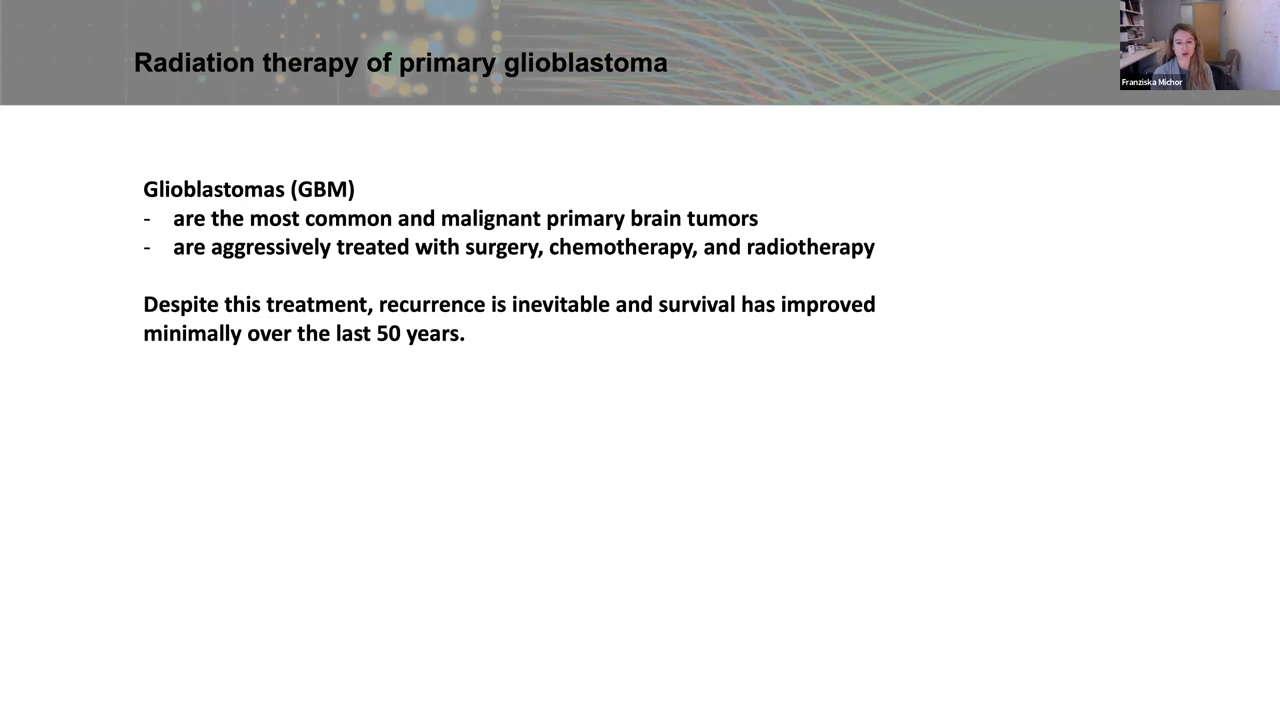 Radiation therapy of primary glioblastoma
Franziska Michor
Glioblastomas (GBM)
- are the most common and malignant primary brain tumors
- are aggressively treated with surgery, chemotherapy, and radiotherapy
Despite this treatment, recurrence is inevitable and survival has improved
minimally over the last 50 years.